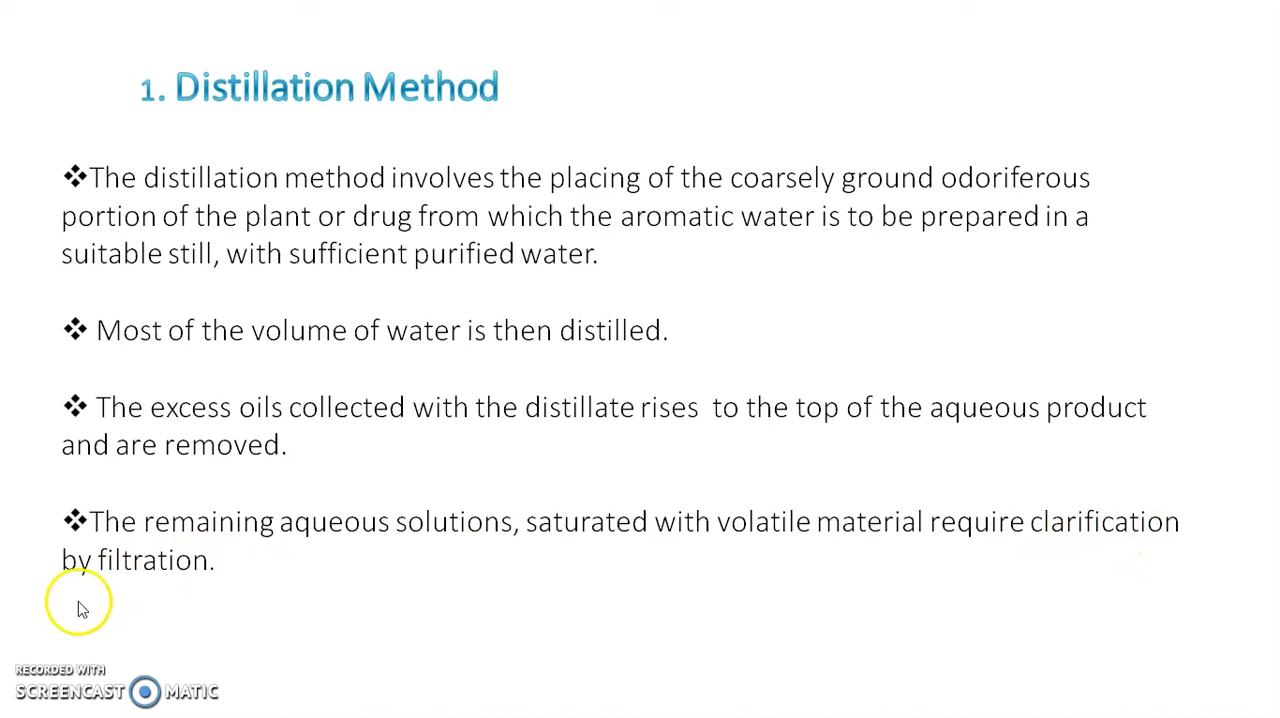 1. Distillation Method
❖The distillation method involves the placing of the coarsely ground odoriferous
portion of the plant or drug from which the aromatic water is to be prepared in a
suitable still, with sufficient purified water.
❖ Most of the volume of water is then distilled.
❖ The excess oils collected with the distillate rises to the top of the aqueous product
and are removed.
❖The remaining aqueous solutions, saturated with volatile material require clarification
by filtration.
RECORDED WITH
SCREENCAST MATIC